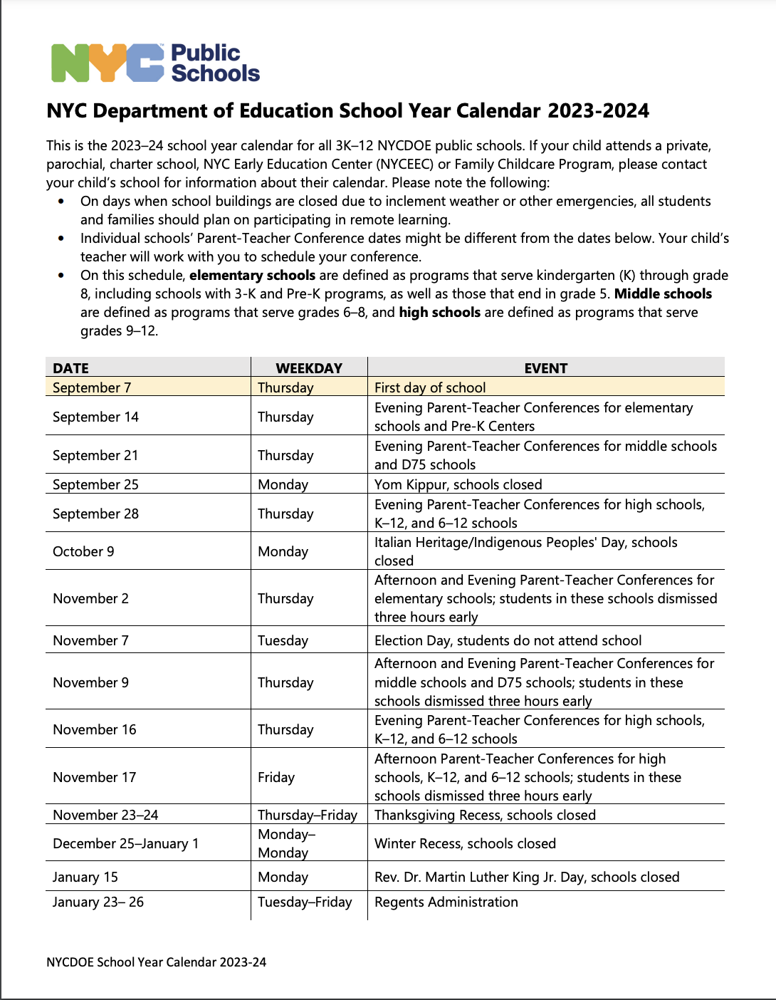 NYC™ Public
Schools
NYC Department of Education School Year Calendar 2023-2024
This is the 2023–24 school year calendar for all 3K–12 NYCDOE public schools. If your child attends a private,
parochial, charter school, NYC Early Education Center (NYCEEC) or Family Childcare Program, please contact
your child’s school for information about their calendar. Please note the following:
• On days when school buildings are closed due to inclement weather or other emergencies, all students
and families should plan on participating in remote learning.
• Individual schools’ Parent-Teacher Conference dates might be different from the dates below. Your child’s
teacher will work with you to schedule your conference.
• On this schedule, elementary schools are defined as programs that serve kindergarten (K) through grade
8, including schools with 3-K and Pre-K programs, as well as those that end in grade 5. Middle schools
are defined as programs that serve grades 6–8, and high schools are defined as programs that serve
grades 9–12.
DATE WEEKDAY EVENT
September 7 Thursday First day of school
September 14 Thursday Evening Parent-Teacher Conferences for elementary
schools and Pre-K Centers
September 21 Thursday Evening Parent-Teacher Conferences for middle schools
and D75 schools
September 25 Monday Yom Kippur, schools closed
September 28 Thursday Evening Parent-Teacher Conferences for high schools,
K–12, and 6–12 schools
October 9 Monday Italian Heritage/Indigenous Peoples' Day, schools
closed
November 2 Thursday Afternoon and Evening Parent-Teacher Conferences for
elementary schools; students in these schools dismissed
three hours early
November 7 Tuesday Election Day, students do not attend school
November 9 Thursday Afternoon and Evening Parent-Teacher Conferences for
middle schools and D75 schools; students in these
schools dismissed three hours early
November 16 Thursday Evening Parent-Teacher Conferences for high schools,
K–12, and 6–12 schools
November 17 Friday Afternoon Parent-Teacher Conferences for high
schools, K–12, and 6–12 schools; students in these
schools dismissed three hours early
November 23–24 Thursday–Friday Thanksgiving Recess, schools closed
December 25–January 1 Monday–
Monday Winter Recess, schools closed
January 15 Monday Rev. Dr. Martin Luther King Jr. Day, schools closed
January 23– 26 Tuesday–Friday Regents Administration
NYCDOE School Year Calendar 2023-24